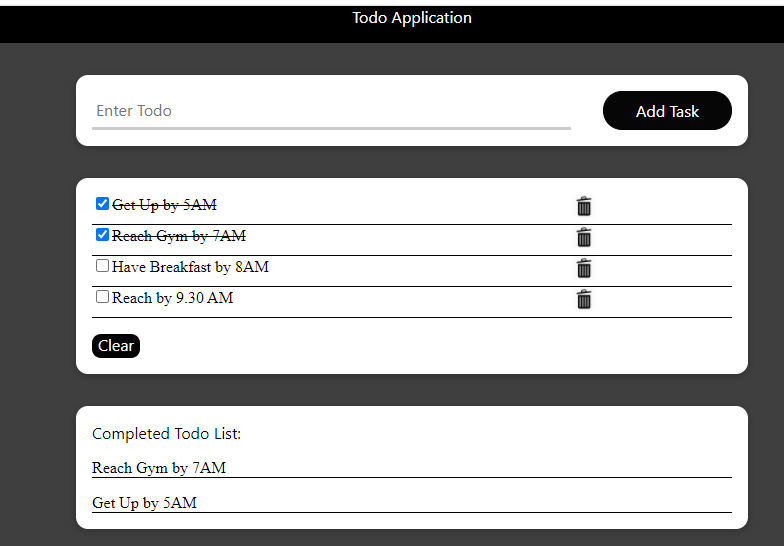 Todo Application
Enter Todo
Add Task
Get Up by 5AM
Reach Gym by 7AM
Have Breakfast by 8AM
Reach by 9.30 AM
Clear
Completed Todo List:
Reach Gym by 7AM
Get Up by 5AM